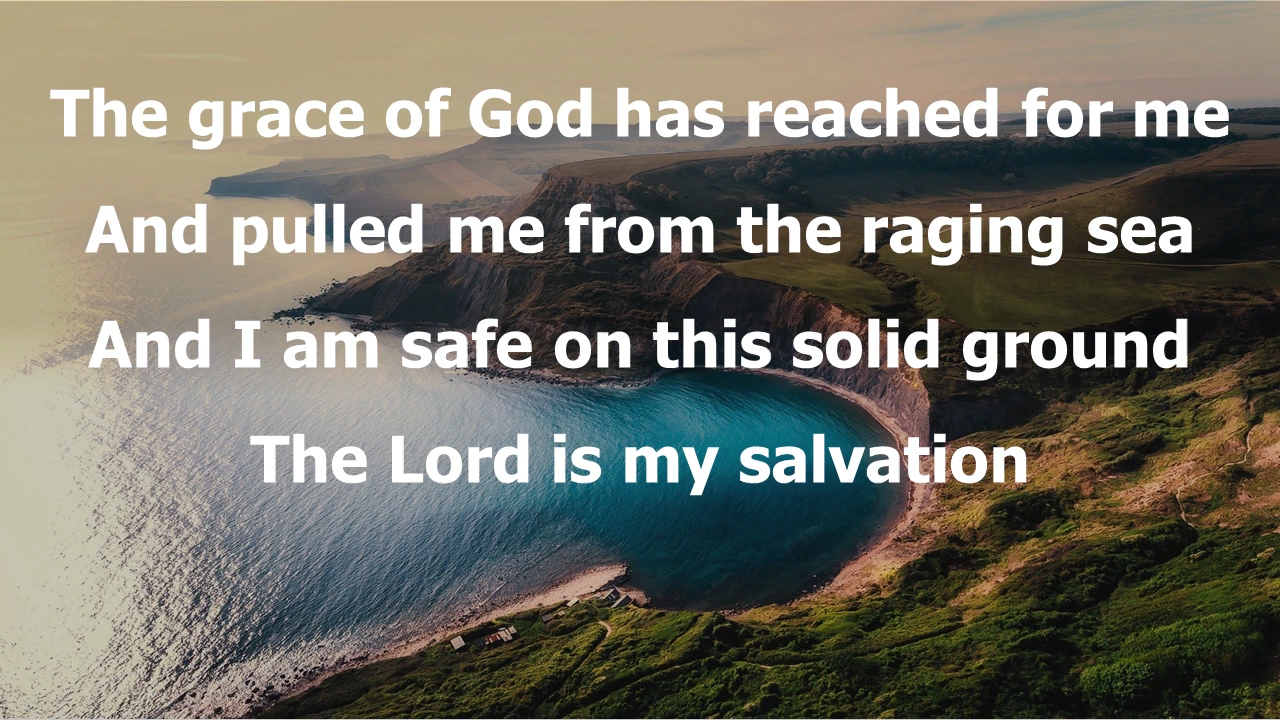 The grace of God has reached for me
And pulled me from the raging sea
And I am safe on this solid ground
The Lord is my salvation